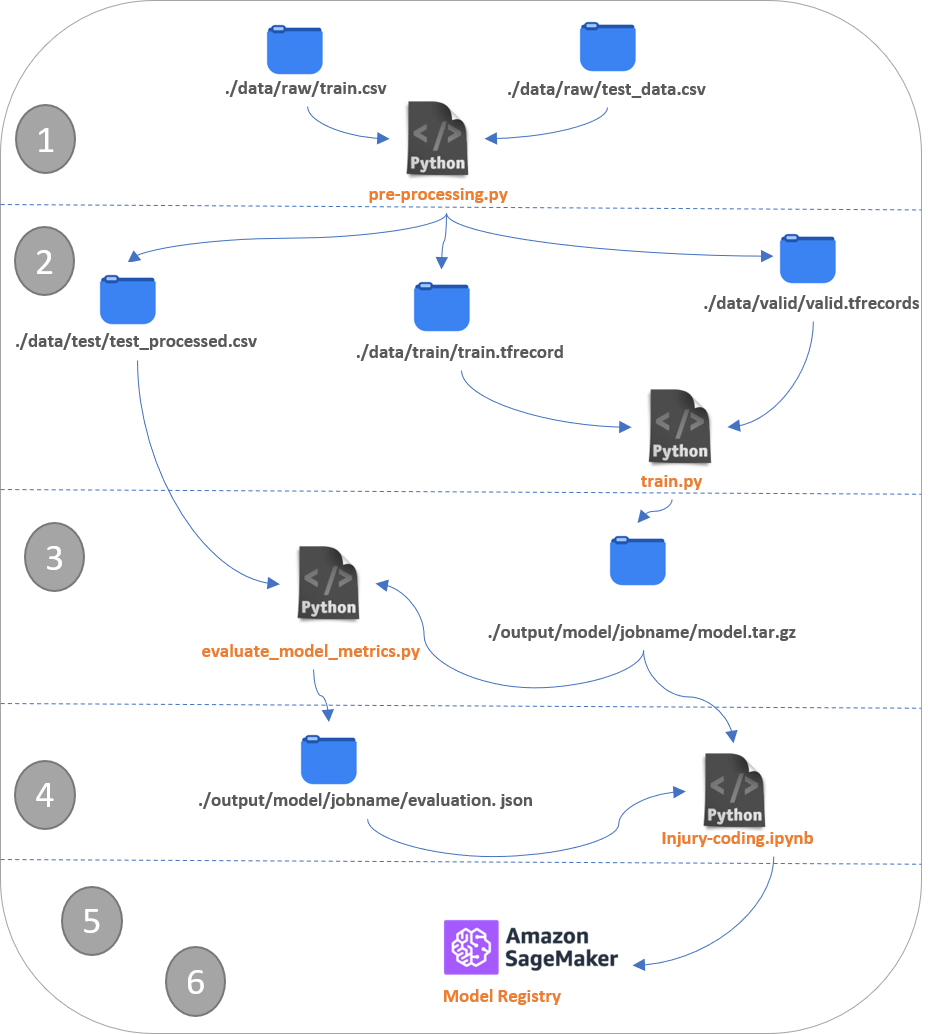 ./data/raw/train.csv
./data/raw/test_data.csv
1
</>
Python
pre-processing.py
2
./data/test/test_processed.csv
./data/train/train.tfrecord
./data/valid/valid.tfrecords
</>
Python
train.py
3
</>
Python
evaluate_model_metrics.py
./output/model/jobname/model.tar.gz
4
./output/model/jobname/evaluation. json
</>
Python
Injury-coding.ipynb
5
6
Amazon
SageMaker
Model Registry